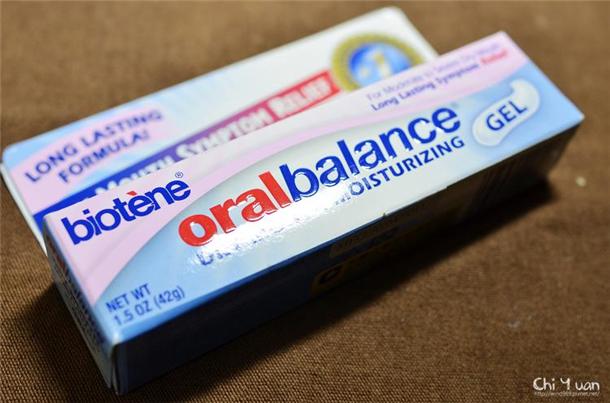 LONG LASTING
FORMULA!
MOUTH SYMPTOM RELIEF
#1
For Moderate to Severe Dry Mouth
Long Lasting Symptom Relief
biotène®
oralbalance®
GEL
MOISTURIZING
NET WT
1.5 OZ (42g)
Chi Yuan